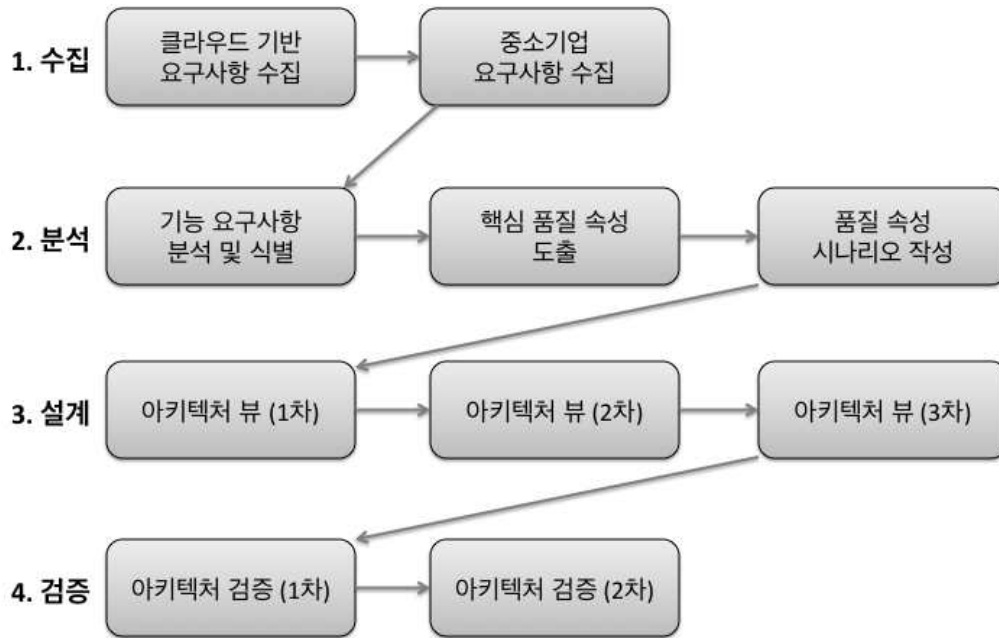 1. 수집
클라우드 기반
요구사항 수집
중소기업
요구사항 수집
2. 분석
기능 요구사항
분석 및 식별
핵심 품질 속성
도출
품질 속성
시나리오 작성
3. 설계
아키텍처 뷰 (1차)
아키텍처 뷰 (2차)
아키텍처 뷰 (3차)
4. 검증
아키텍처 검증 (1차)
아키텍처 검증 (2차)